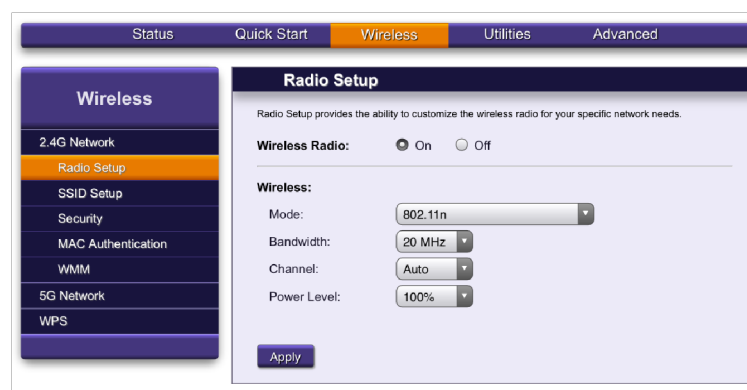 Status Quick Start Wireless Utilities Advanced
Wireless
2.4G Network
Radio Setup
SSID Setup
Security
MAC Authentication
WMM
5G Network
WPS
Radio Setup
Radio Setup provides the ability to customize the wireless radio for your specific network needs.
Wireless Radio: On Off
Wireless:
Mode: 802.11n
Bandwidth: 20 MHz
Channel: Auto
Power Level: 100%
Apply